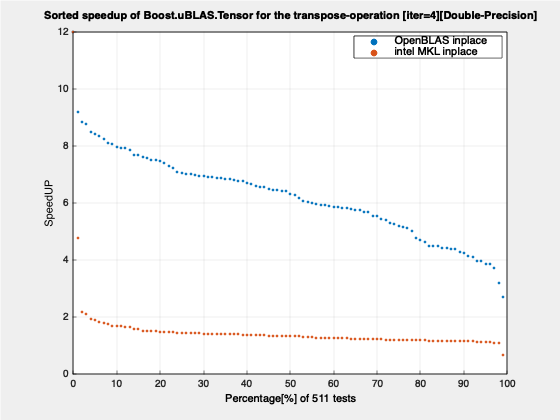 Sorted speedup of Boost.uBLAS.Tensor for the transpose-operation [iter=4][Double-Precision]
OpenBLAS inplace
intel MKL inplace
12
10
8
6
4
2
0
SpeedUP
0 10 20 30 40 50 60 70 80 90 100
Percentage[%] of 511 tests